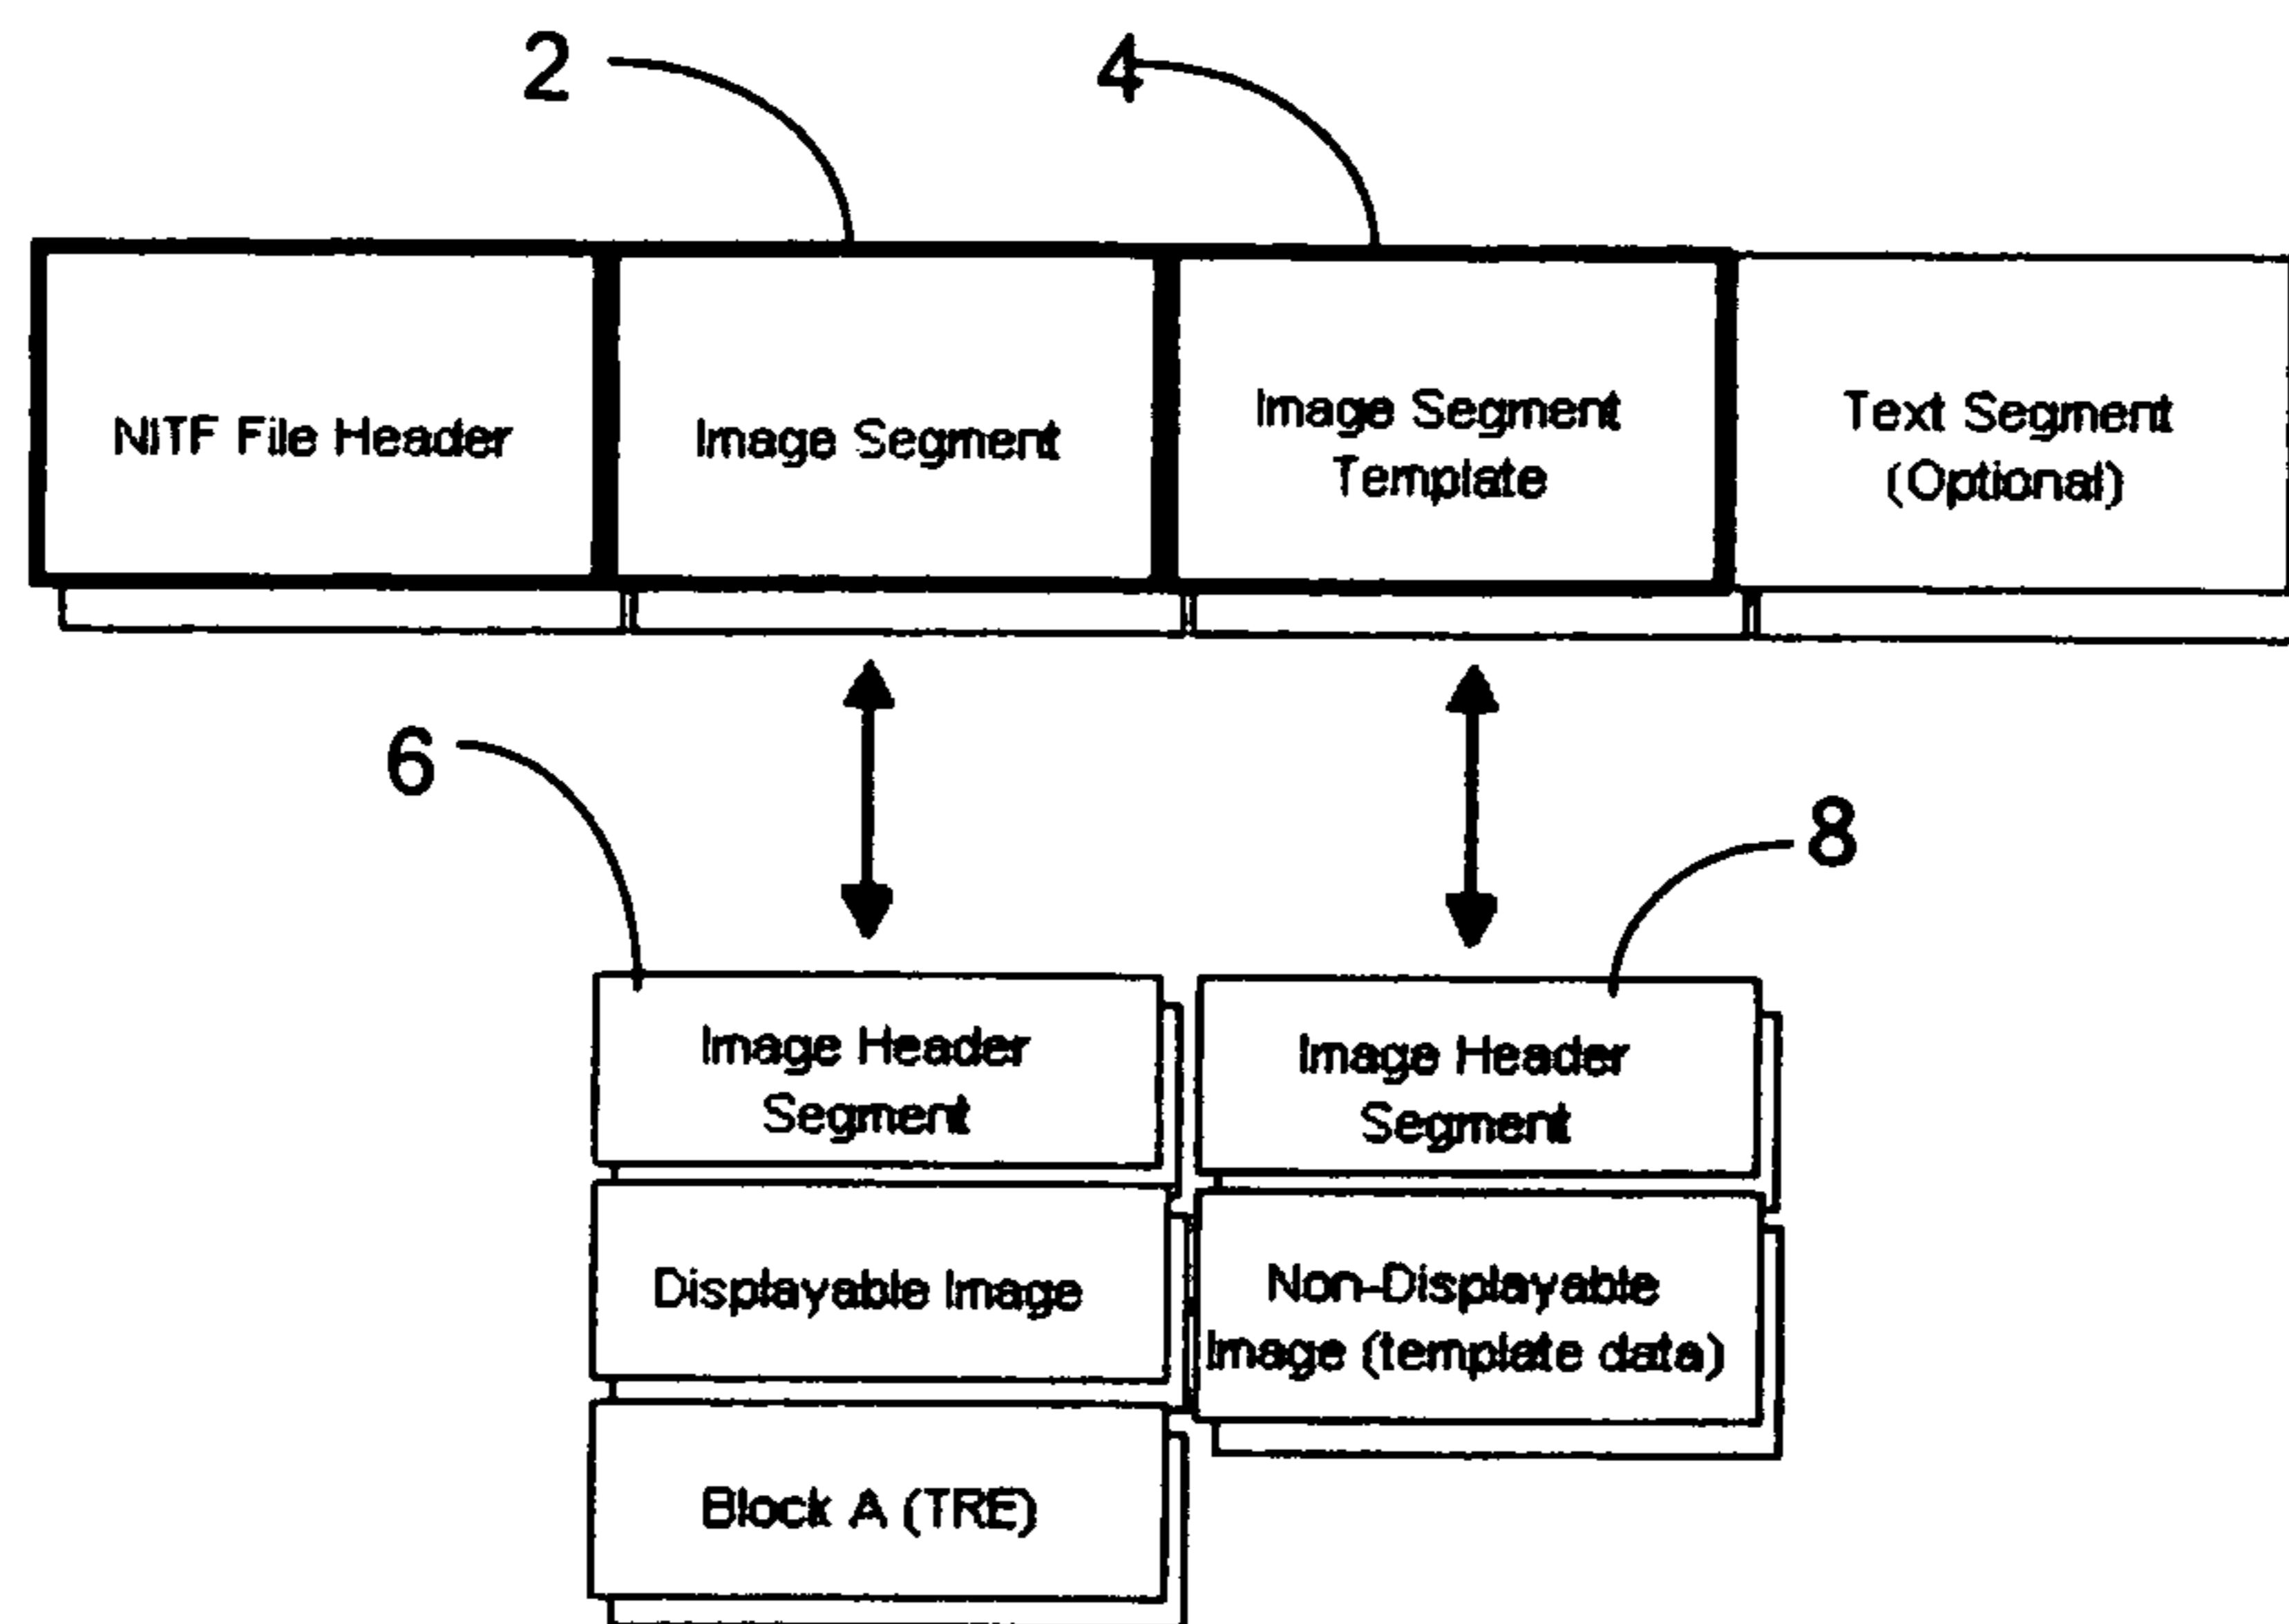 2
4
NITF File Header
Image Segment
Image Segment
Template
Text Segment
(Optional)
6
8
Image Header
Segment
Image Header
Segment
Displayable Image
Non-Displayable
Image (template data)
Block A (TRE)